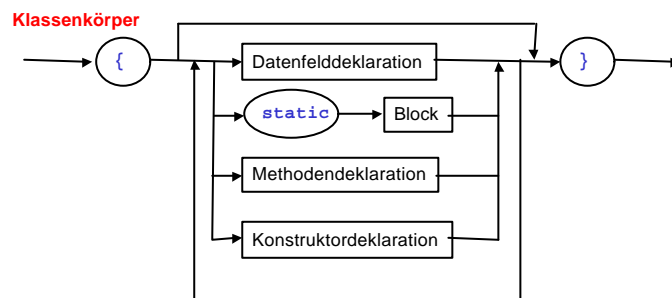 Klassenkörper
{ Datenfelddeklaration }
static Block
Methodendeklaration
Konstruktordeklaration